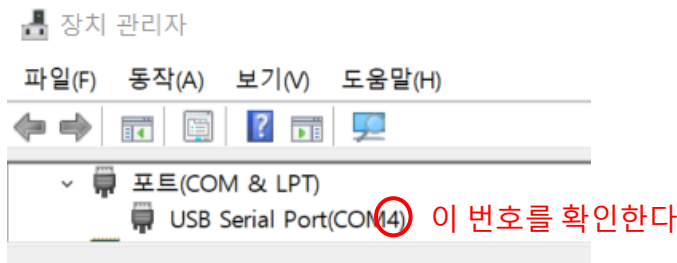 장치 관리자
파일(F) 동작(A) 보기(V) 도움말(H)
포트(COM & LPT)
USB Serial Port(COM4) 이 번호를 확인한다